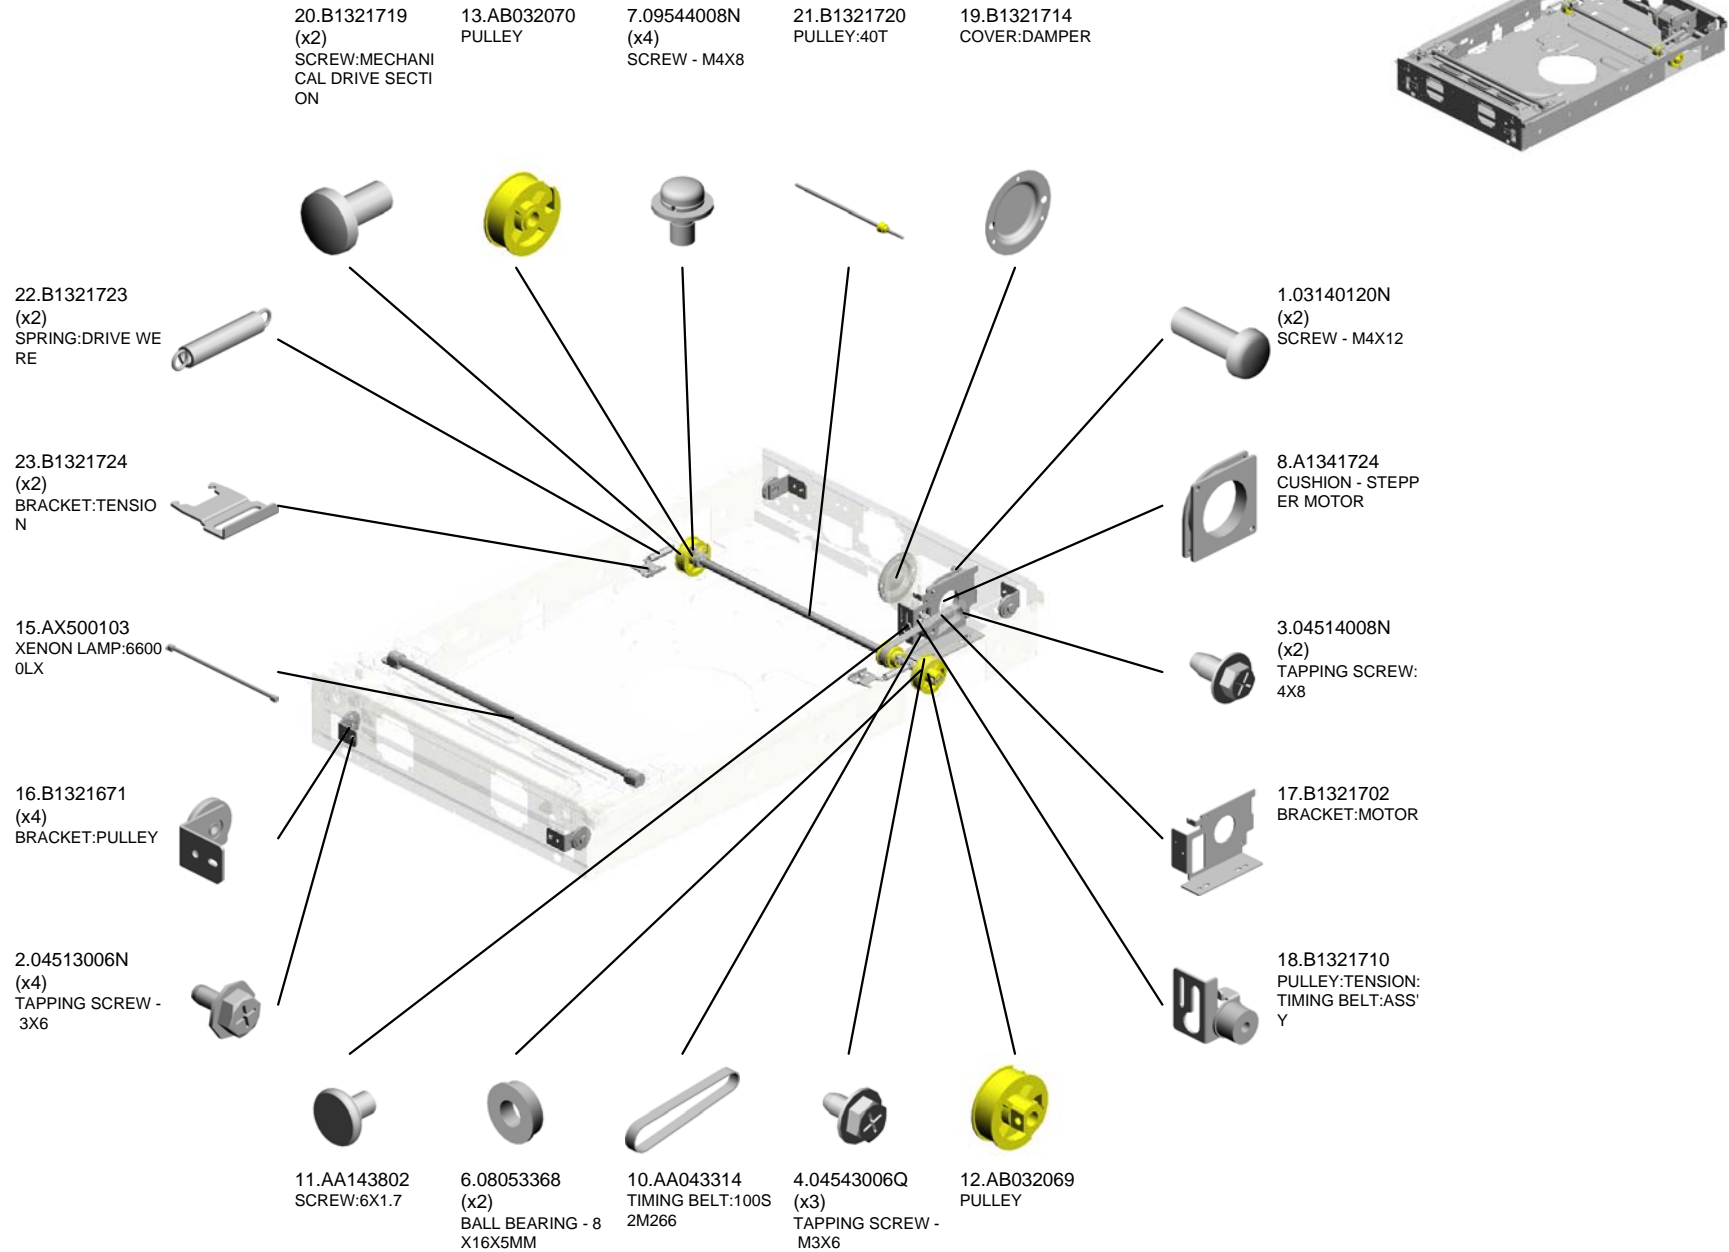 20.B1321719
(x2)
SCREW:MECHANI
CAL DRIVE SECTI
ON
13.AB032070
PULLEY
7.09544008N
(x4)
SCREW - M4X8
21.B1321720
PULLEY:40T
19.B1321714
COVER:DAMPER
22.B1321723
(x2)
SPRING:DRIVE WE
RE
23.B1321724
(x2)
BRACKET:TENSIO
N
15.AX500103
XENON LAMP:6600
0LX
16.B1321671
(x4)
BRACKET:PULLEY
2.04513006N
(x4)
TAPPING SCREW -
3X6
1.03140120N
(x2)
SCREW - M4X12
8.A1341724
CUSHION - STEPP
ER MOTOR
3.04514008N
(x2)
TAPPING SCREW:
4X8
17.B1321702
BRACKET:MOTOR
18.B1321710
PULLEY:TENSION:
TIMING BELT:ASS'
Y
11.AA143802
SCREW:6X1.7
6.08053368
(x2)
BALL BEARING - 8
X16X5MM
10.AA043314
TIMING BELT:100S
2M266
4.04543006Q
(x3)
TAPPING SCREW -
M3X6
12.AB032069
PULLEY